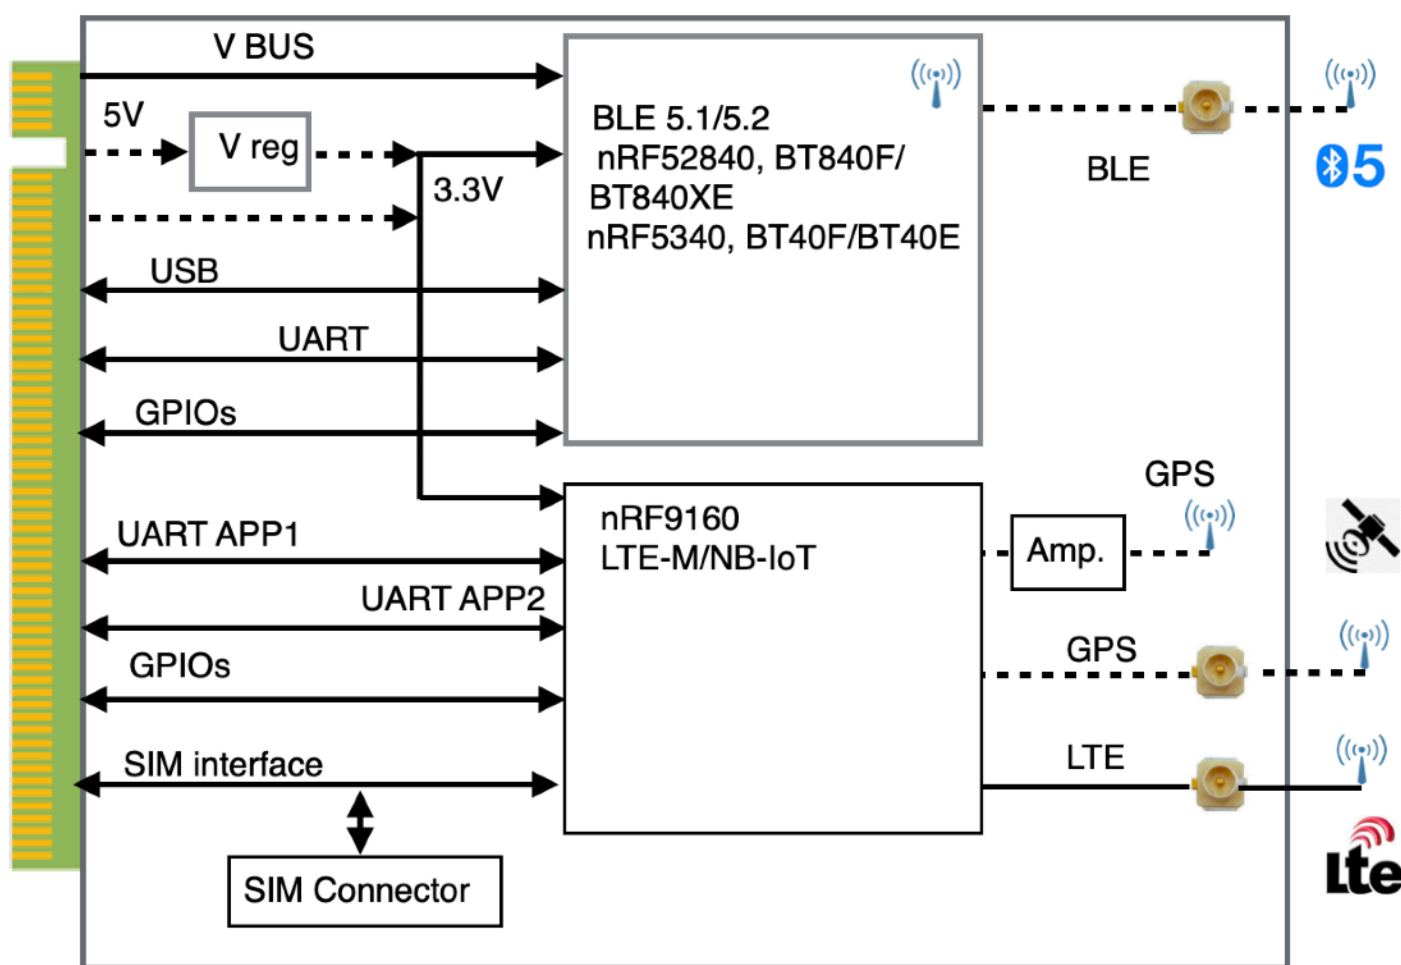 V BUS
5V
V reg
3.3V
USB
UART
GPIOs
BLE 5.1/5.2
nRF52840, BT840F/
BT840XE
nRF5340, BT40F/BT40E
BLE
5
UART APP1
UART APP2
GPIOs
SIM interface
SIM Connector
nRF9160
LTE-M/NB-IoT
Amp.
GPS
GPS
LTE
Lte